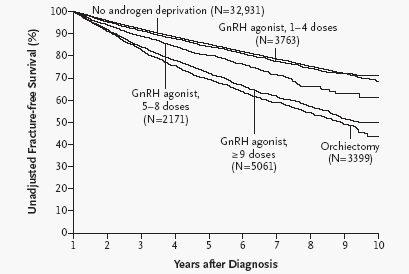 Unadjusted Fracture-free Survival (%)
100
90
80
70
60
50
40
30
20
10
0
No androgen deprivation (N=32,931)
GnRH agonist, 1–4 doses
(N=3763)
GnRH agonist,
5–8 doses
(N=2171)
GnRH agonist,
≥9 doses
(N=5061)
Orchiectomy
(N=3399)
1 2 3 4 5 6 7 8 9 10
Years after Diagnosis